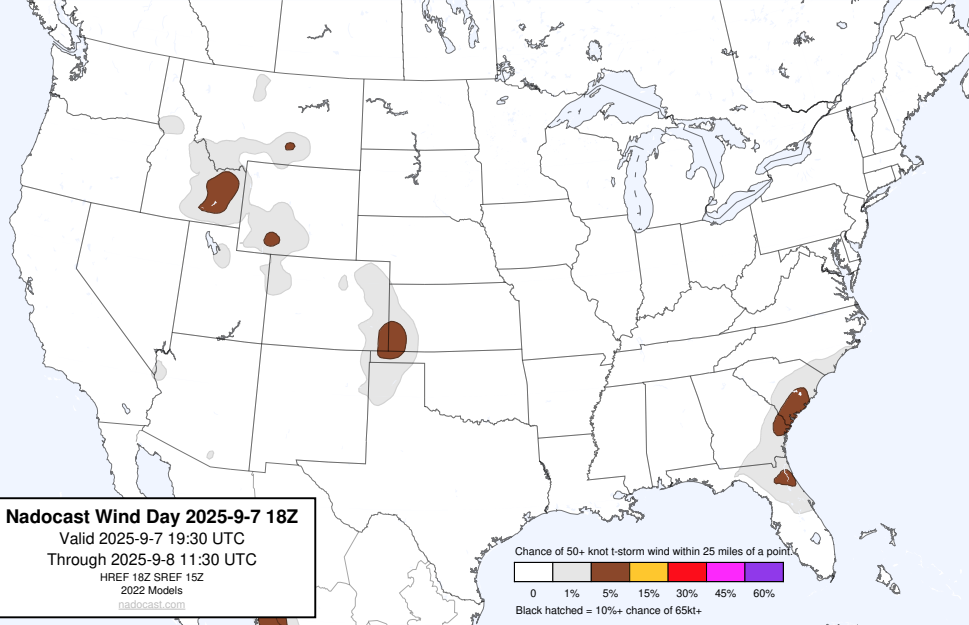 Nadocast Wind Day 2025-9-7 18Z
Valid 2025-9-7 19:30 UTC
Through 2025-9-8 11:30 UTC
HREF 18Z SREF 15Z
2022 Models
nadocast.com
Chance of 50+ knot t-storm wind within 25 miles of a point.
0 1% 5% 15% 30% 45% 60%
Black hatched = 10%+ chance of 65kt+